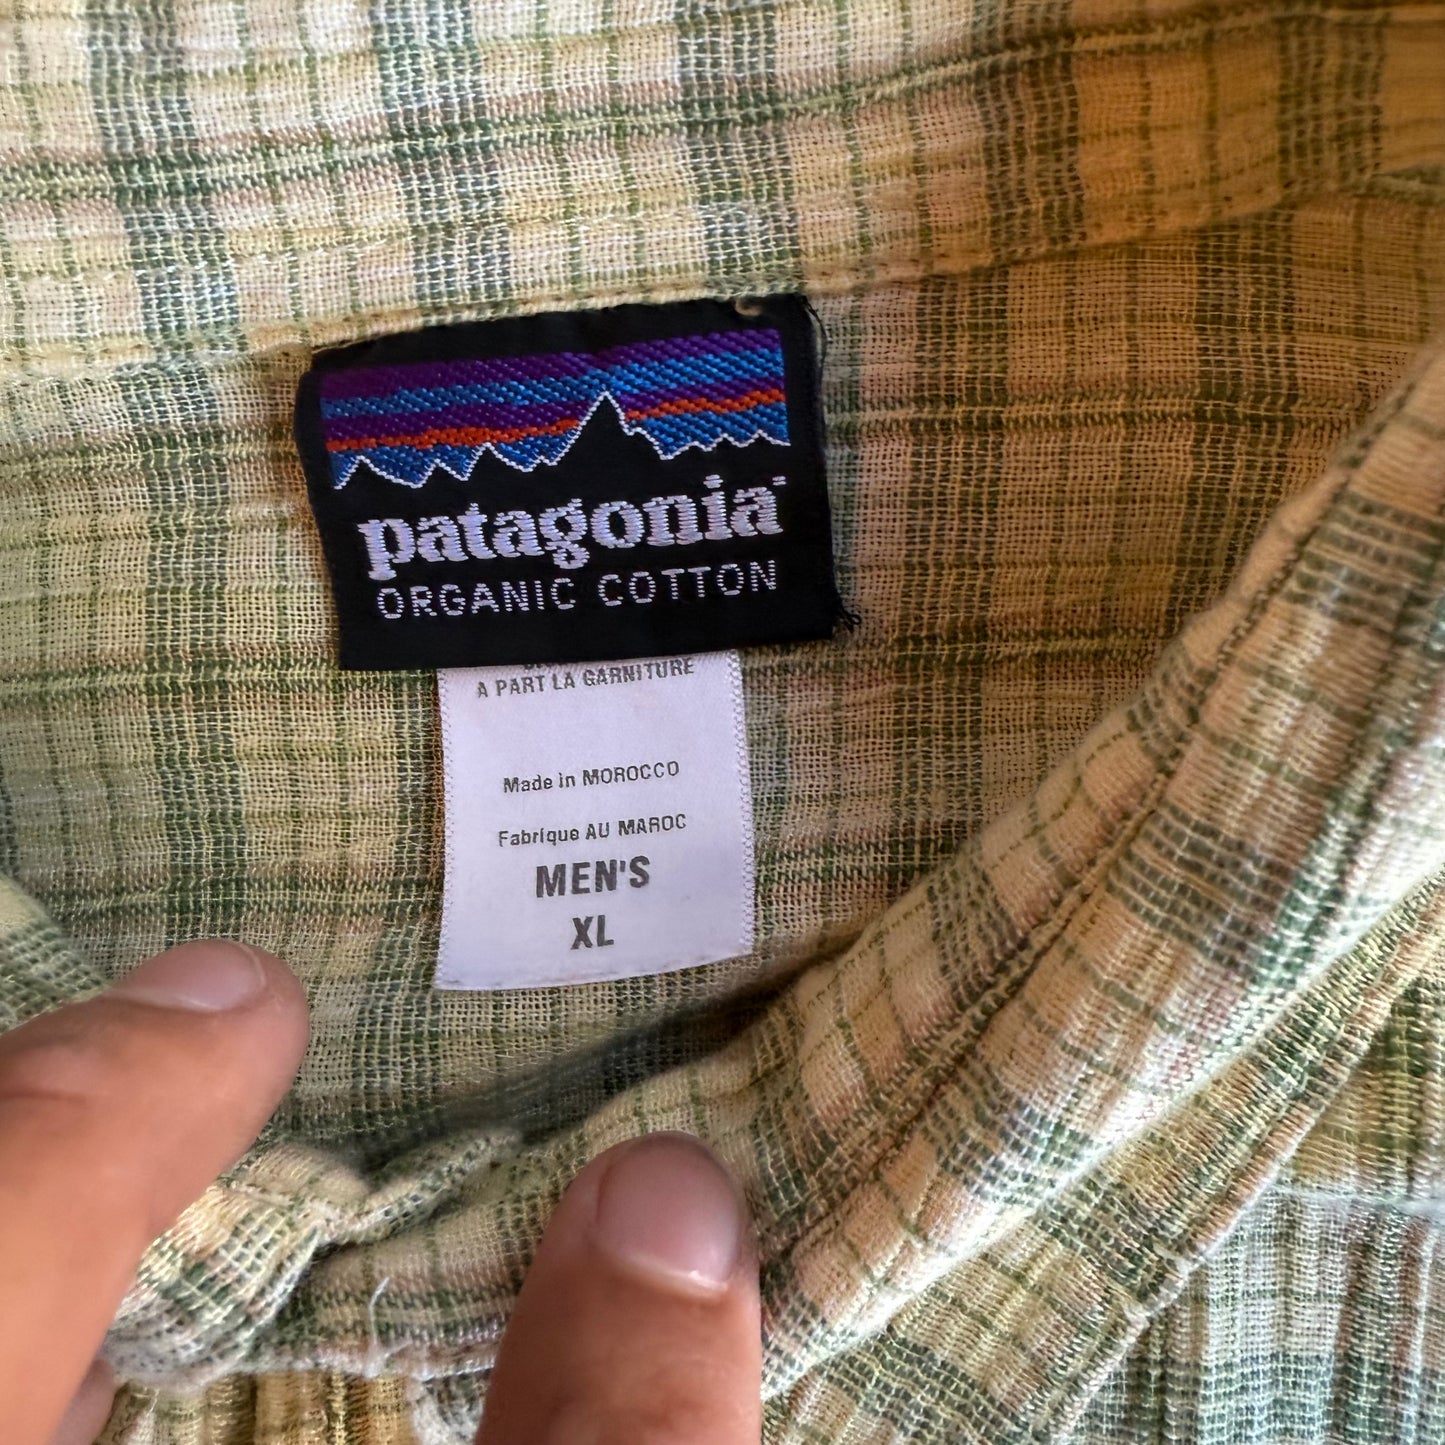 patagonia
ORGANIC COTTON
A PART LA GARNITURE
Made in MOROCCO
Fabrique AU MAROC
MEN'S
XL